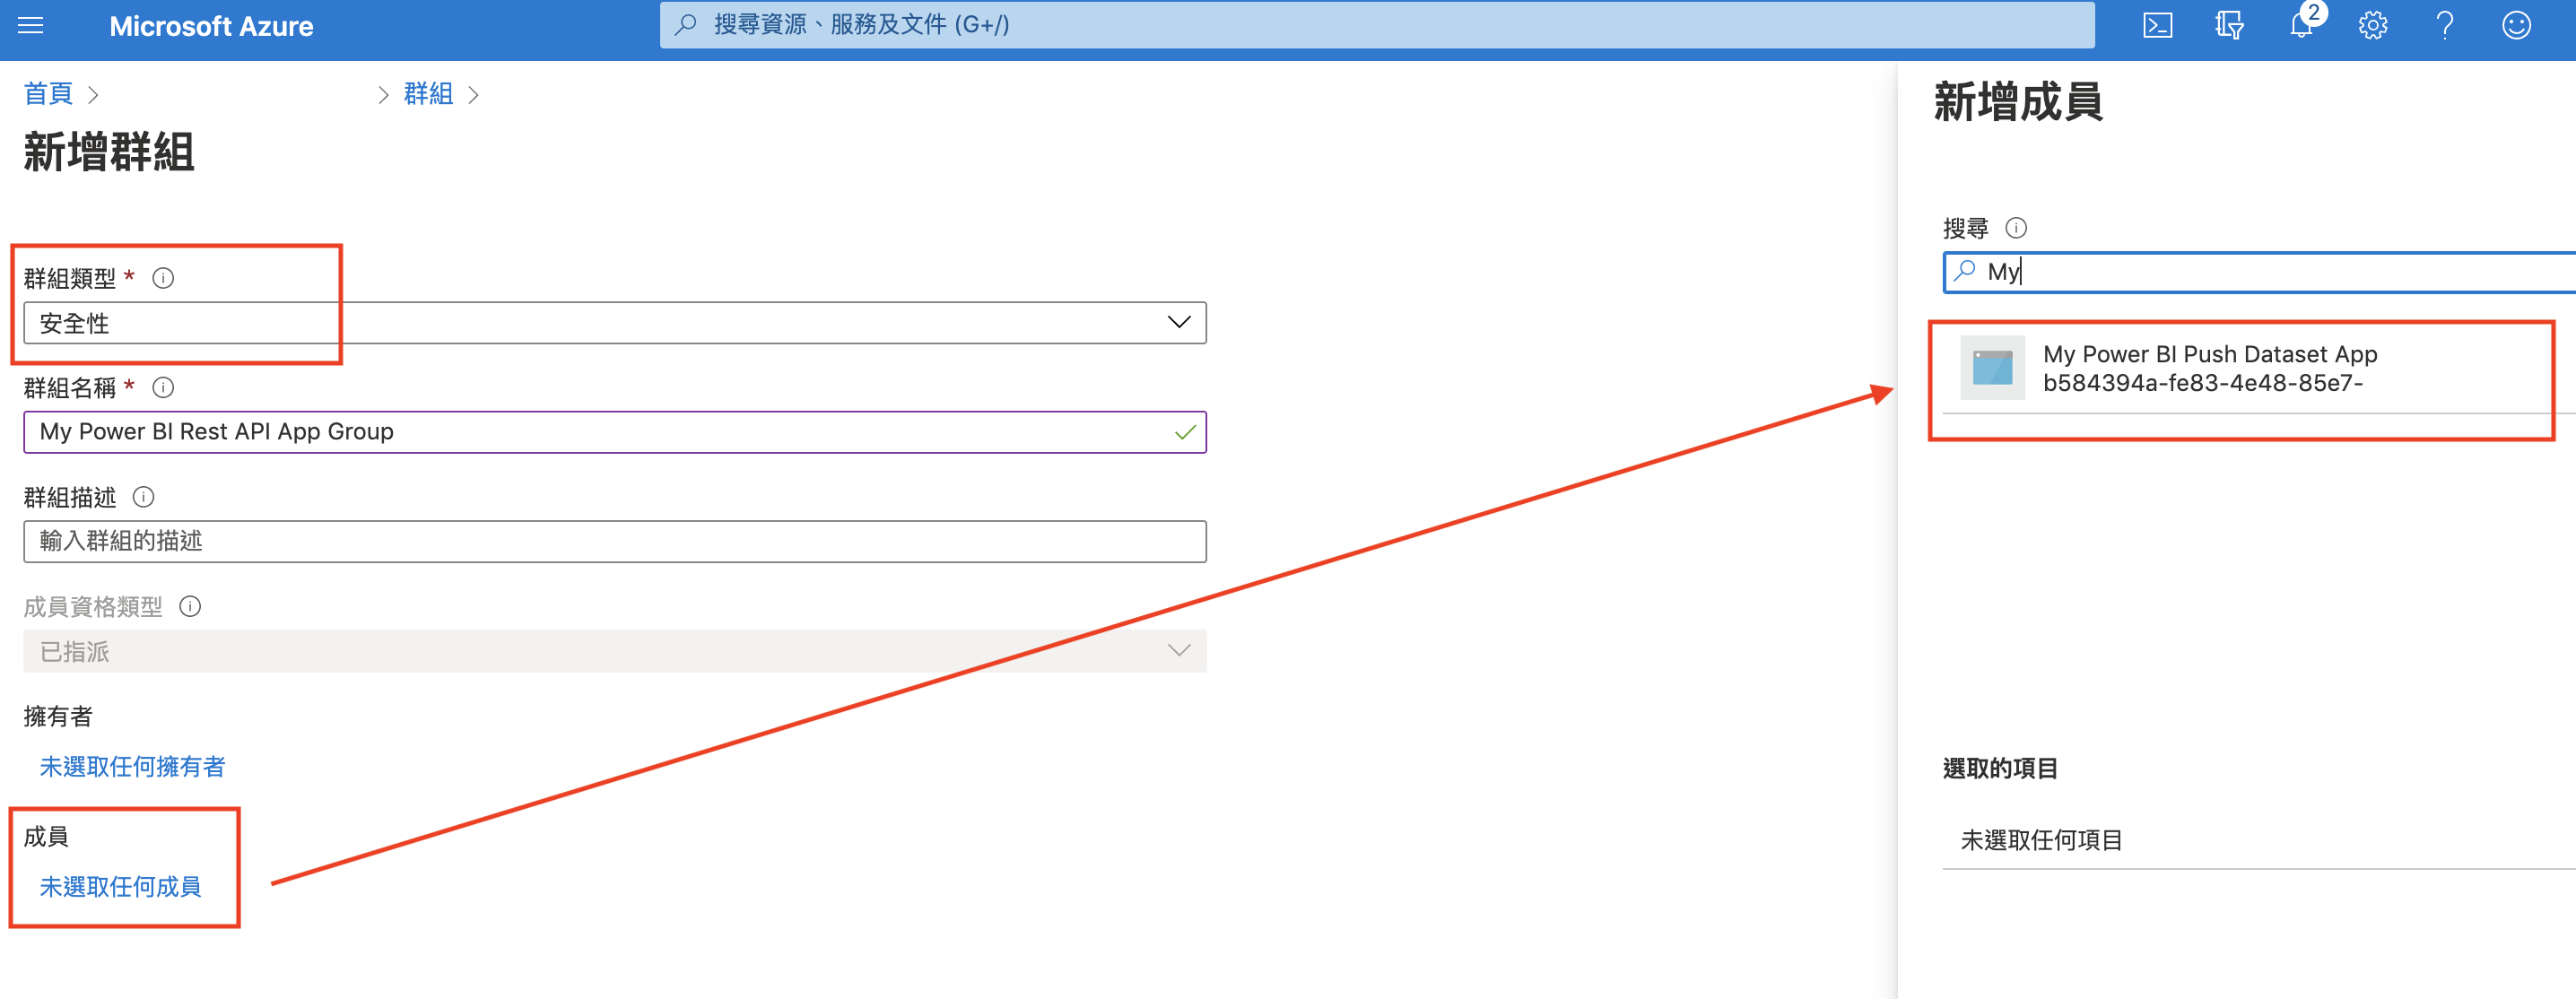 Microsoft Azure
搜尋資源、服務及文件 (G+/)
2
首頁 > > 群組 >
新增群組
群組類型 *
安全性
群組名稱 *
My Power BI Rest API App Group
群組描述
輸入群組的描述
成員資格類型
已指派
擁有者
未選取任何擁有者
成員
未選取任何成員
新增成員
搜尋
My
My Power BI Push Dataset App
b584394a-fe83-4e48-85e7-
選取的項目
未選取任何項目